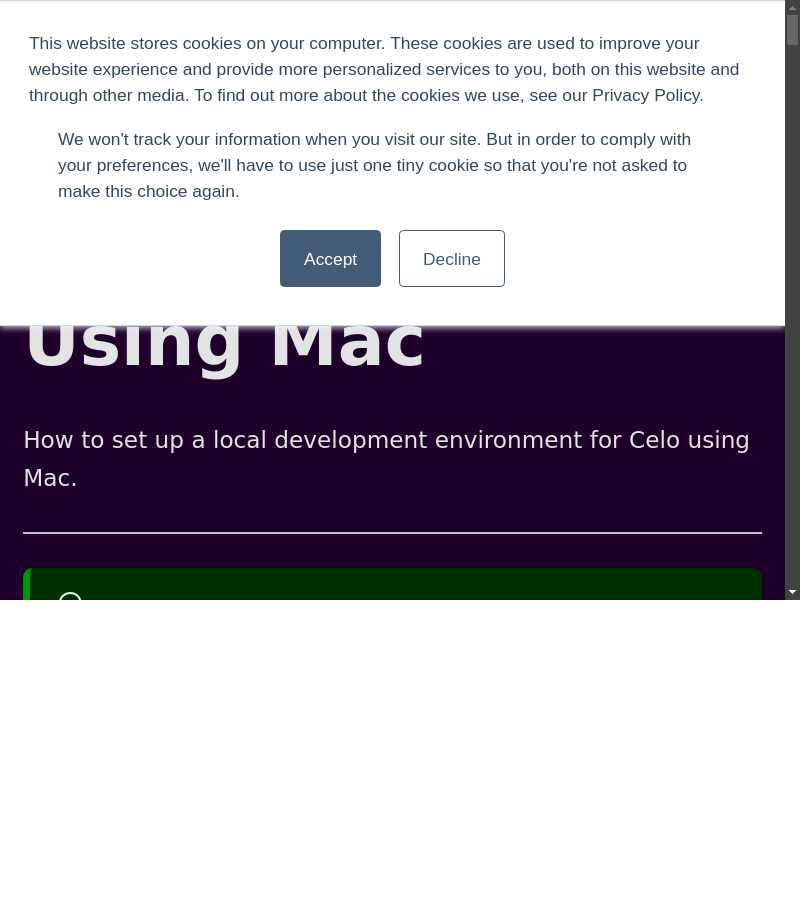 This website stores cookies on your computer. These cookies are used to improve your
website experience and provide more personalized services to you, both on this website and
through other media. To find out more about the cookies we use, see our Privacy Policy.
We won't track your information when you visit our site. But in order to comply with
your preferences, we'll have to use just one tiny cookie so that you're not asked to
make this choice again.
Accept
Decline
Using Mac
How to set up a local development environment for Celo using
Mac.